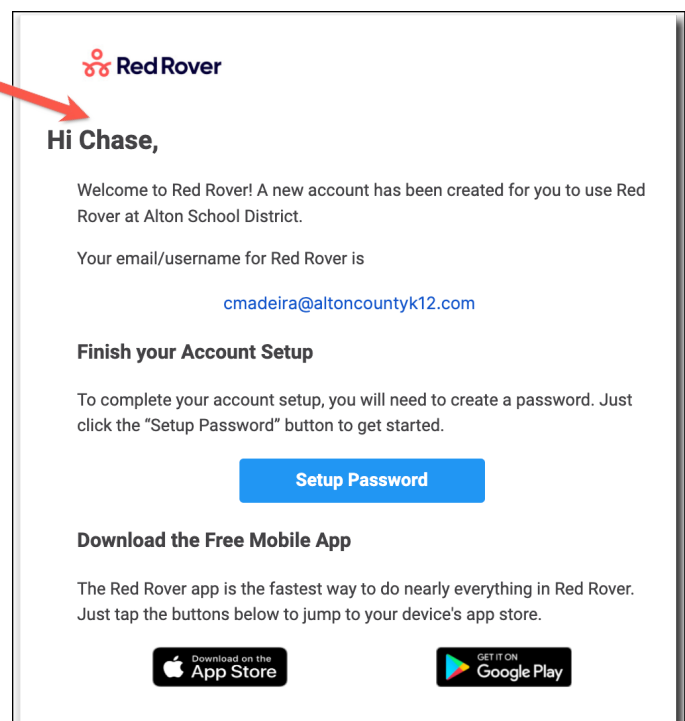 Red Rover
Hi Chase,
Welcome to Red Rover! A new account has been created for you to use Red
Rover at Alton School District.
Your email/username for Red Rover is
cmadeira@altoncountyk12.com
Finish your Account Setup
To complete your account setup, you will need to create a password. Just
click the “Setup Password” button to get started.
Setup Password
Download the Free Mobile App
The Red Rover app is the fastest way to do nearly everything in Red Rover.
Just tap the buttons below to jump to your device's app store.
Download on the
App Store
GET IT ON
Google Play